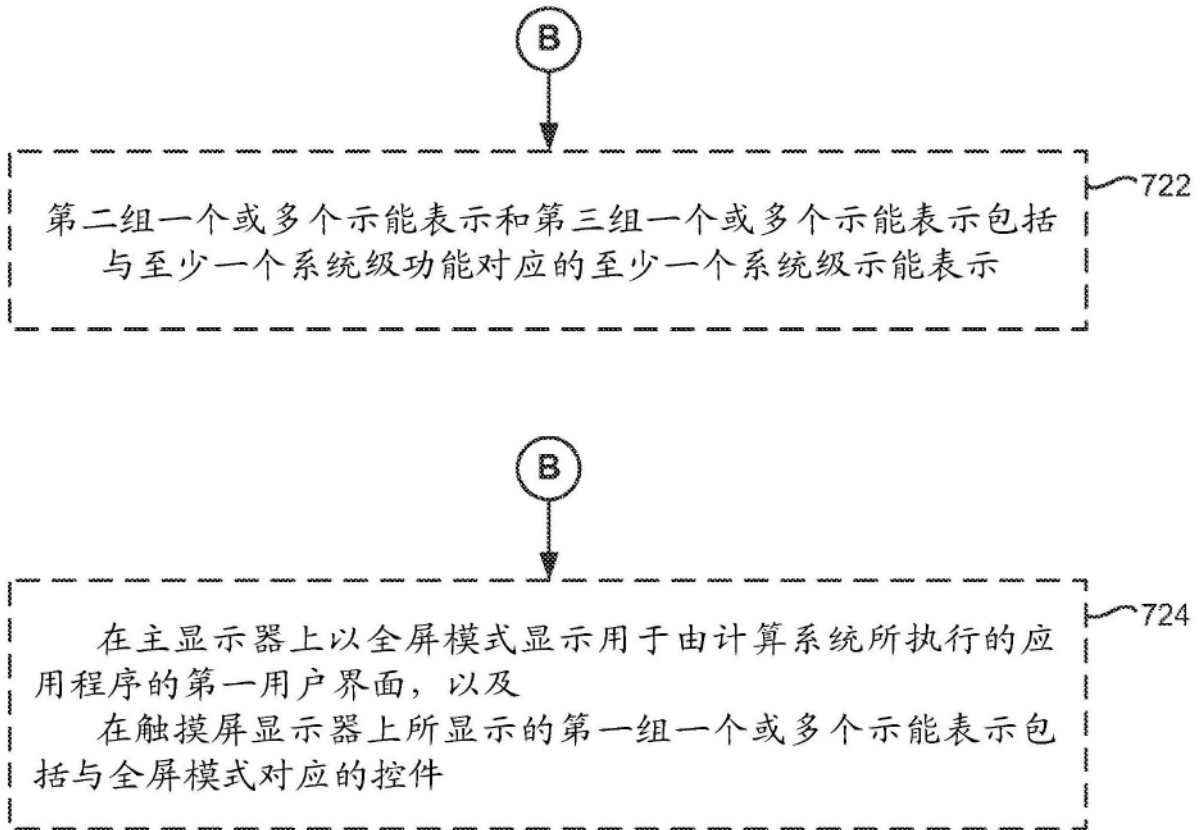 B
722
第二组一个或多个示能表示和第三组一个或多个示能表示包括
与至少一个系统级功能对应的至少一个系统级示能表示
B
724
在主显示器上以全屏模式显示用于由计算系统所执行的应
用程序的第一用户界面，以及
在触摸屏显示器上所显示的第一组一个或多个示能表示包
括与全屏模式对应的控件